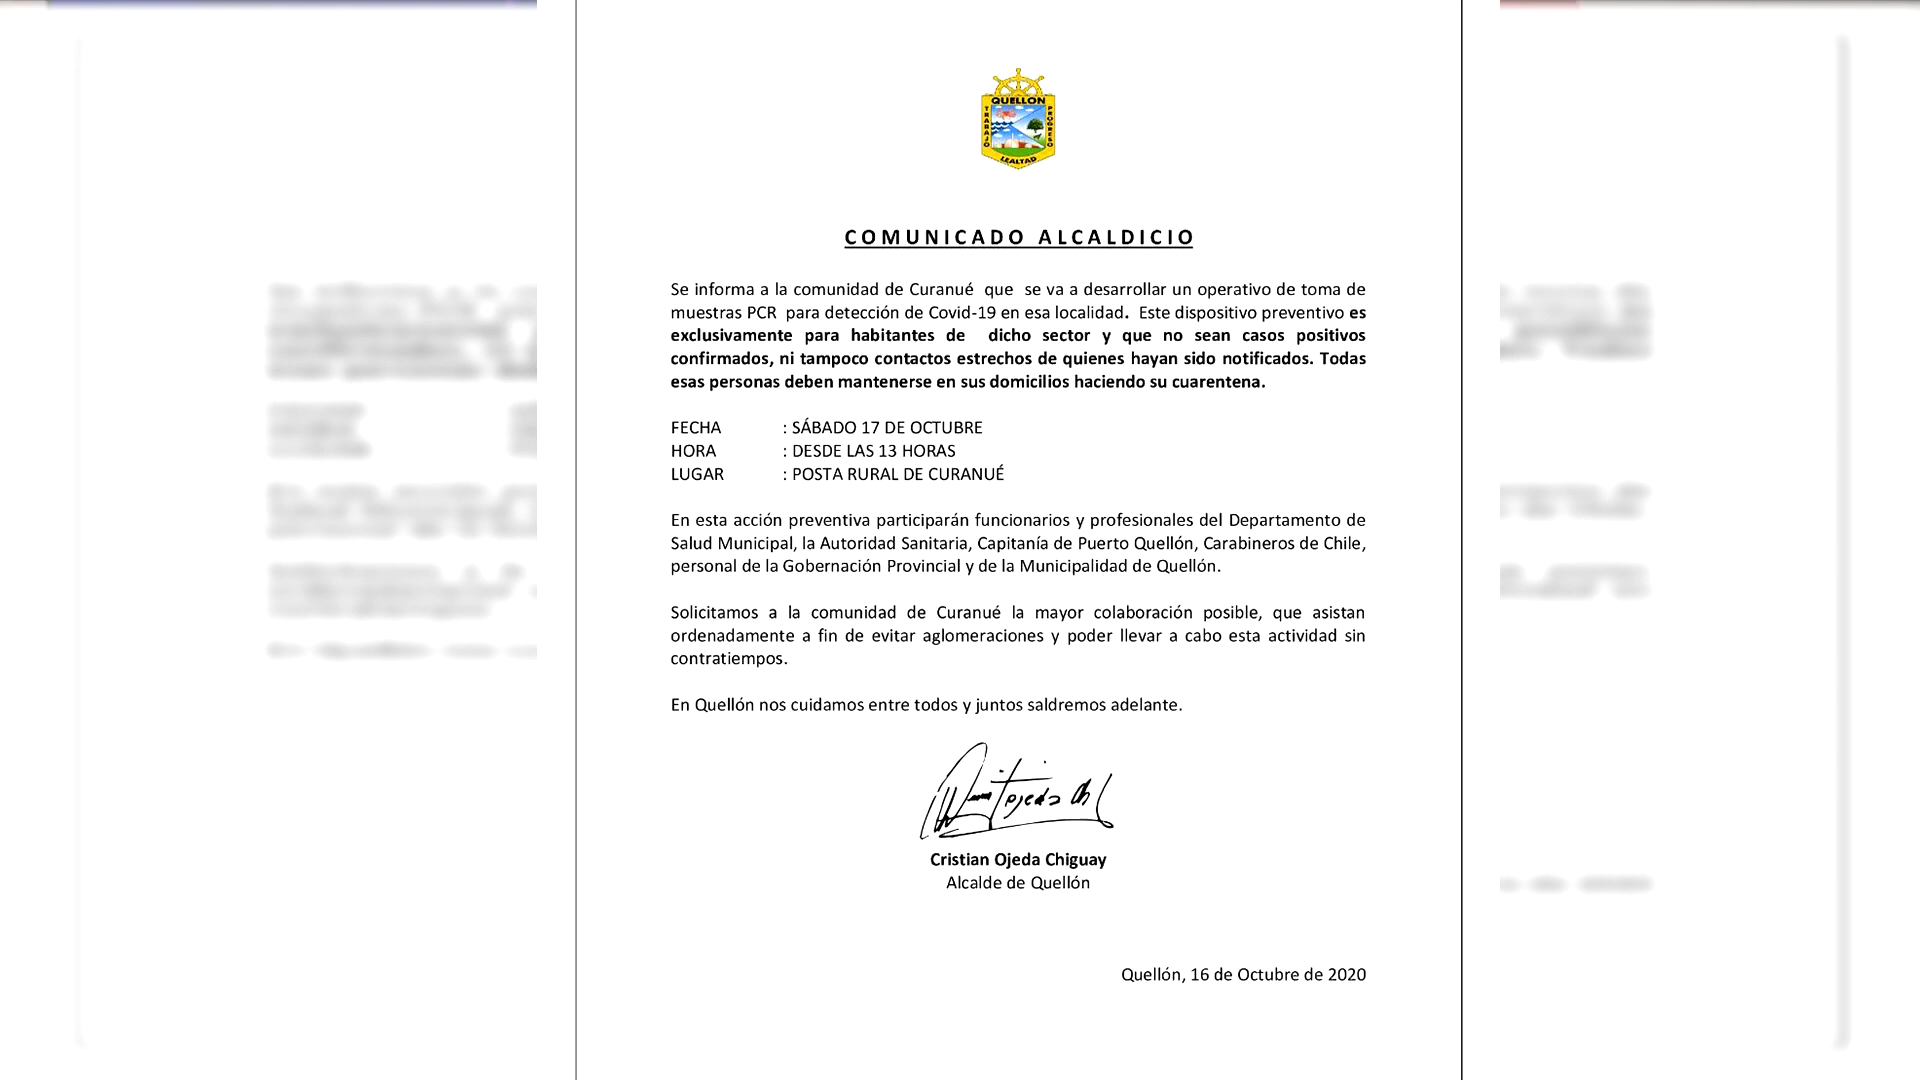 QUELLON
TRABAJO
PROGRESO
LEALTAD
COMUNICADO ALCALDICIO
Se informa a la comunidad de Curanué que se va a desarrollar un operativo de toma de
muestras PCR para detección de Covid-19 en esa localidad. Este dispositivo preventivo es
exclusivamente para habitantes de dicho sector y que no sean casos positivos
confirmados, ni tampoco contactos estrechos de quienes hayan sido notificados. Todas
esas personas deben mantenerse en sus domicilios haciendo su cuarentena.
FECHA : SÁBADO 17 DE OCTUBRE
HORA : DESDE LAS 13 HORAS
LUGAR : POSTA RURAL DE CURANUÉ
En esta acción preventiva participarán funcionarios y profesionales del Departamento de
Salud Municipal, la Autoridad Sanitaria, Capitanía de Puerto Quellón, Carabineros de Chile,
personal de la Gobernación Provincial y de la Municipalidad de Quellón.
Solicitamos a la comunidad de Curanué la mayor colaboración posible, que asistan
ordenadamente a fin de evitar aglomeraciones y poder llevar a cabo esta actividad sin
contratiempos.
En Quellón nos cuidamos entre todos y juntos saldremos adelante.
Cristian Ojeda Chiguay
Alcalde de Quellón
Quellón, 16 de Octubre de 2020